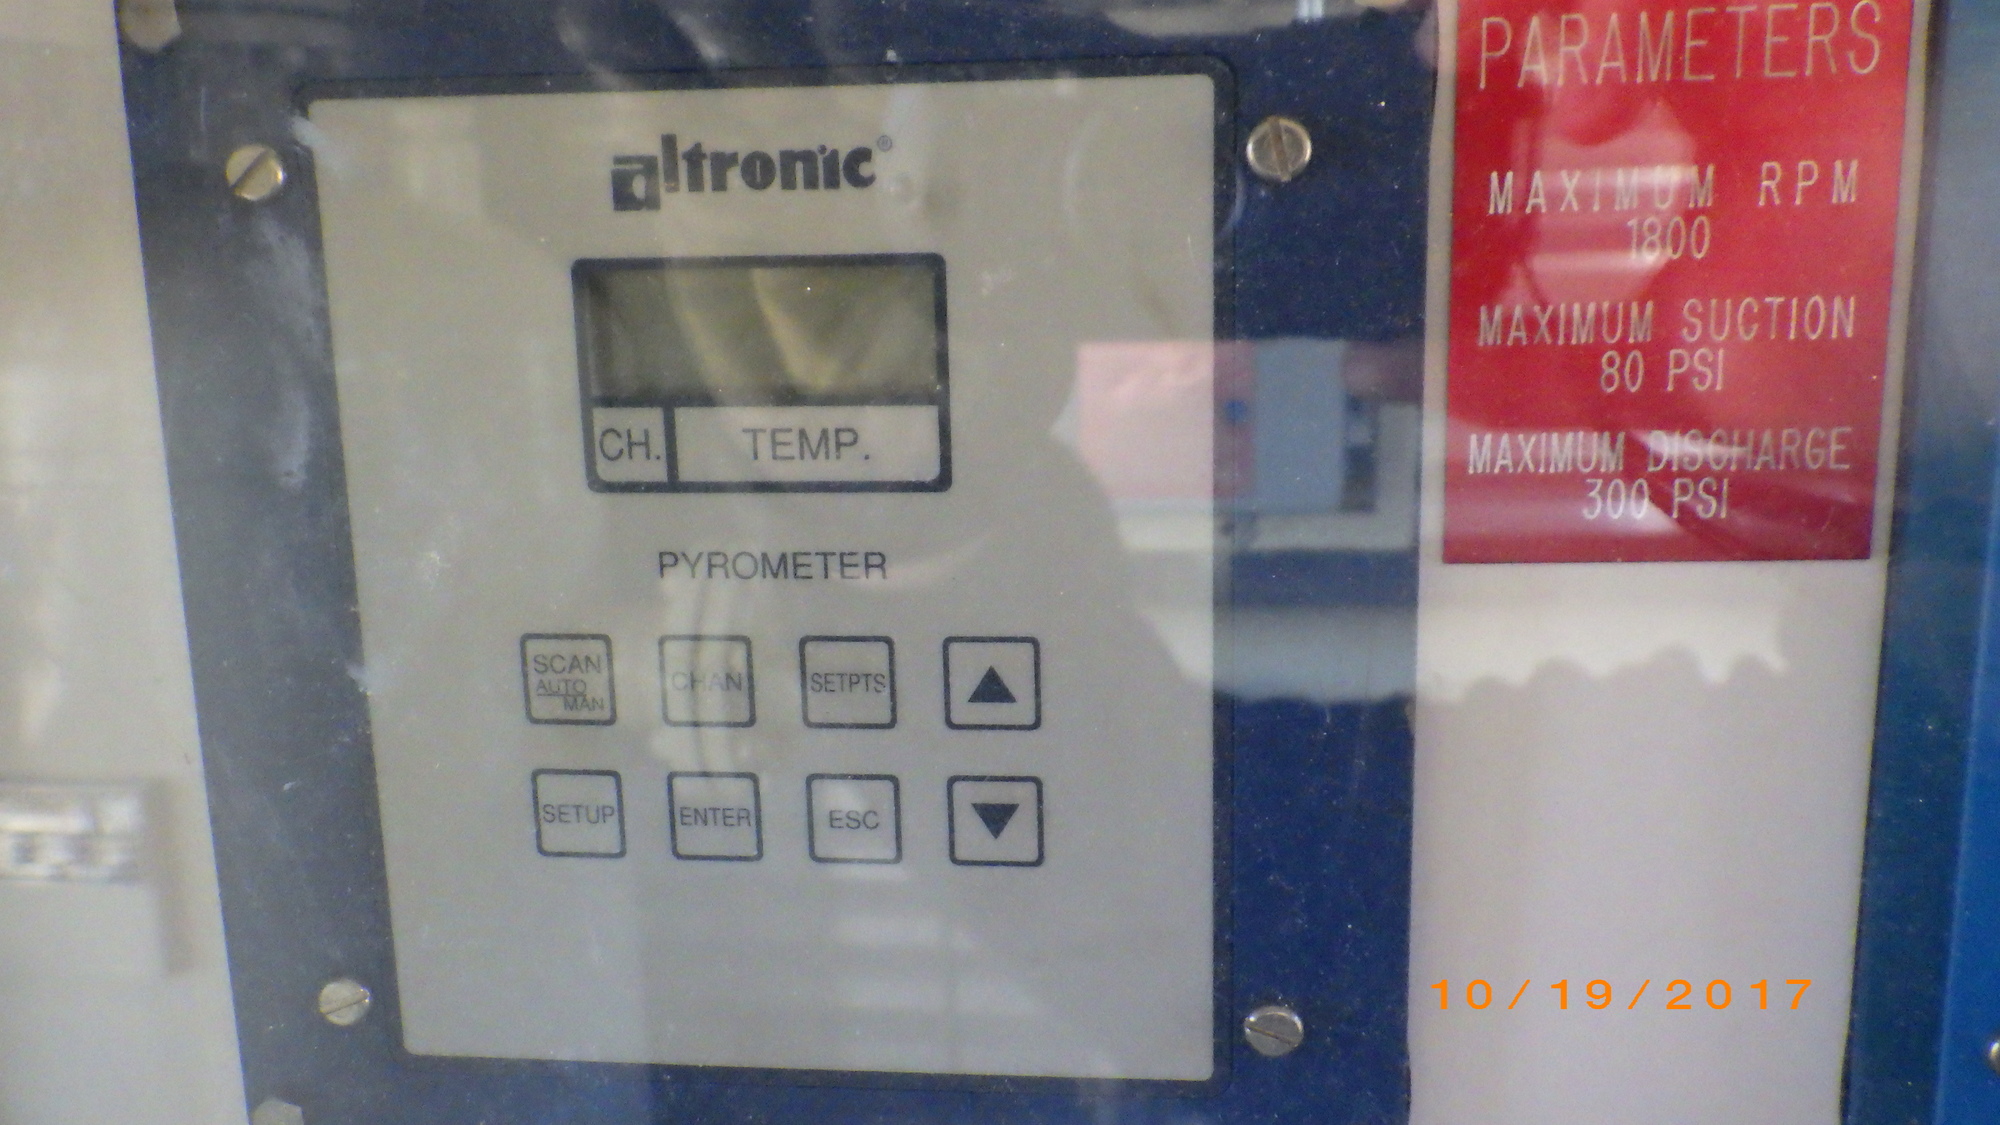 altronic®
CH. TEMP.
PYROMETER
SCAN
AUTO
MAN
CHAN
SETPTS
SETUP
ENTER
ESC
PARAMETERS
MAXIMUM RPM
1800
MAXIMUM SUCTION
80 PSI
MAXIMUM DISCHARGE
300 PSI
10/19/2017